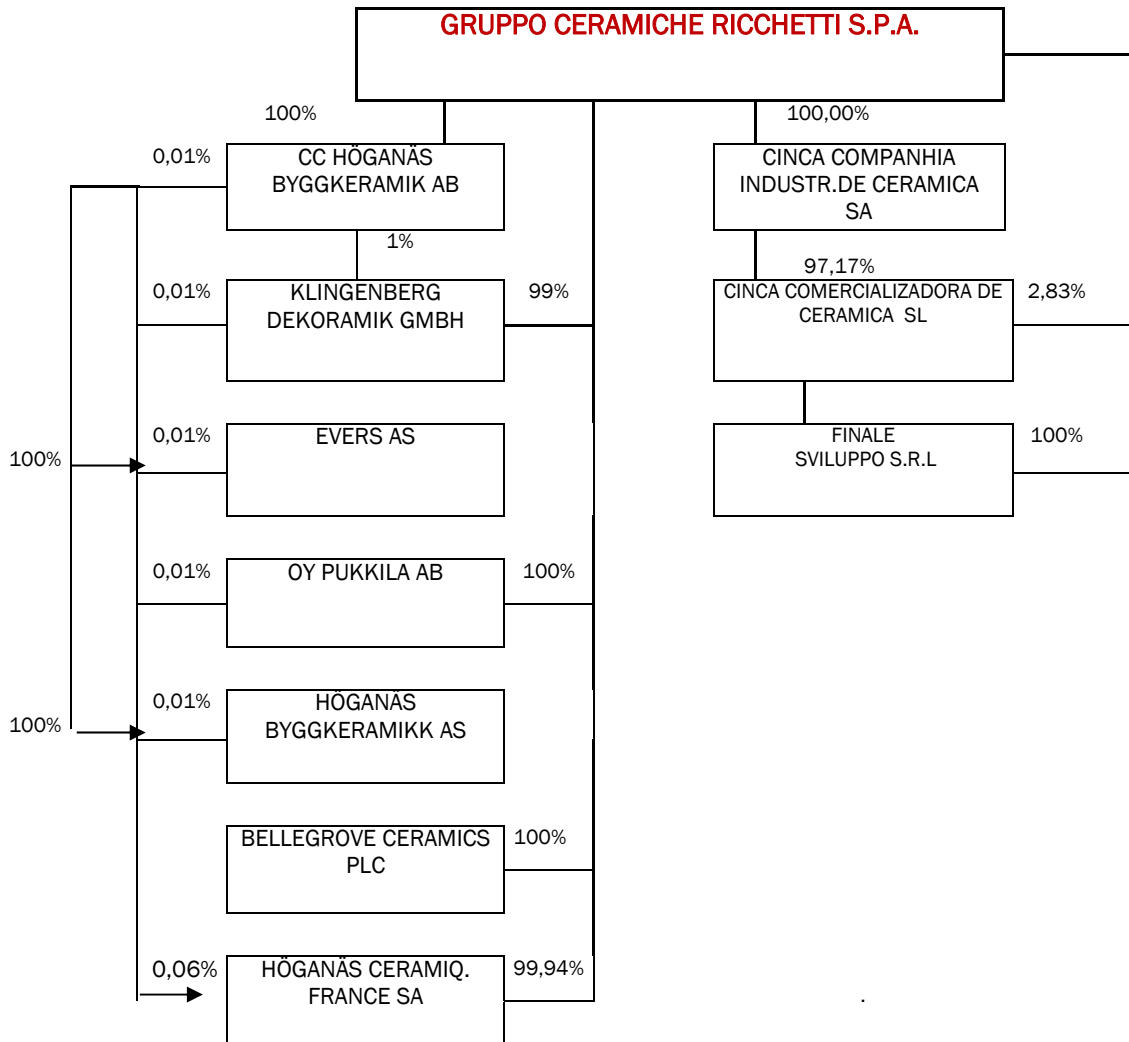 GRUPPO CERAMICHE RICCHETTI S.P.A.
100%
100,00%
0,01%
CC HÖGANÄS
BYGGKERAMIK AB
CINCA COMPANHIA
INDUSTR.DE CERAMICA
SA
1%
97,17%
0,01%
KLINGENBERG
DEKORAMIK GMBH
99%
CINCA COMERCIALIZADORA DE
CERAMICA SL
2,83%
0,01%
EVERS AS
100%
FINALE
SVILUPPO S.R.L
100%
0,01%
OY PUKKILA AB
100%
0,01%
HÖGANÄS
BYGGKERAMIKK AS
100%
BELLEGROVE CERAMICS
PLC
100%
0,06%
HÖGANÄS CERAMIQ.
FRANCE SA
99,94%
.